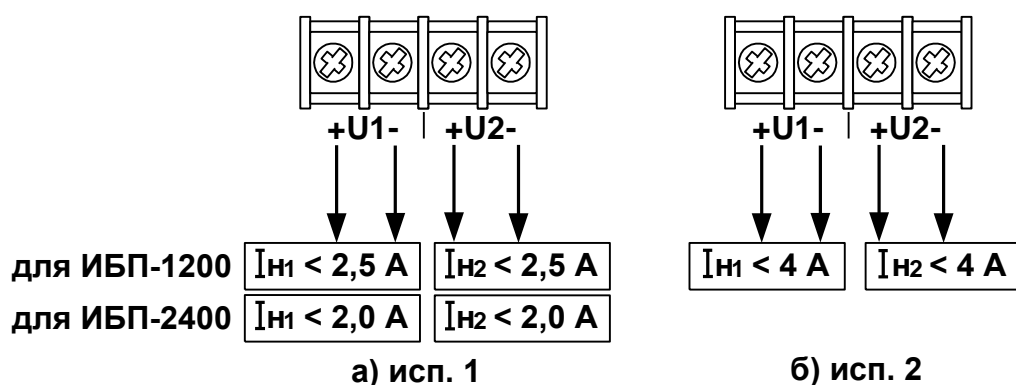 +U1- | +U2- +U1- | +U2-
для ИБП-1200 Iн1 < 2,5 А Iн2 < 2,5 А Iн1 < 4 А Iн2 < 4 А
для ИБП-2400 Iн1 < 2,0 А Iн2 < 2,0 А
а) исп. 1 б) исп. 2